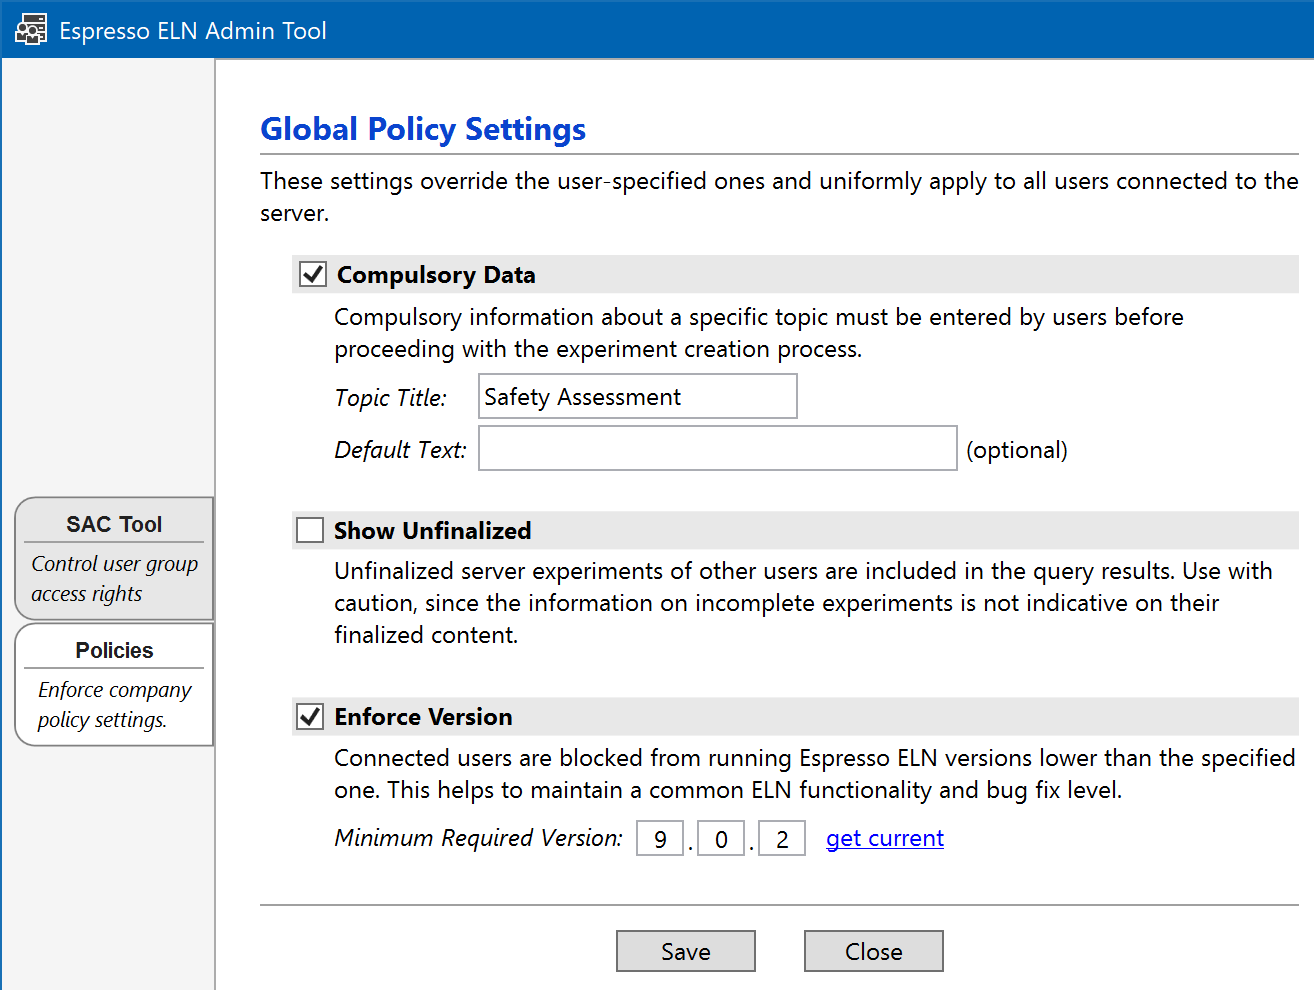 Espresso ELN Admin Tool
Global Policy Settings
These settings override the user-specified ones and uniformly apply to all users connected to the
server.
Compulsory Data
Compulsory information about a specific topic must be entered by users before
proceeding with the experiment creation process.
Topic Title: Safety Assessment
Default Text: (optional)
SAC Tool
Control user group
access rights
Policies
Enforce company
policy settings.
Show Unfinalized
Unfinalized server experiments of other users are included in the query results. Use with
caution, since the information on incomplete experiments is not indicative on their
finalized content.
Enforce Version
Connected users are blocked from running Espresso ELN versions lower than the specified
one. This helps to maintain a common ELN functionality and bug fix level.
Minimum Required Version: 9 . 0 . 2 get current
Save Close